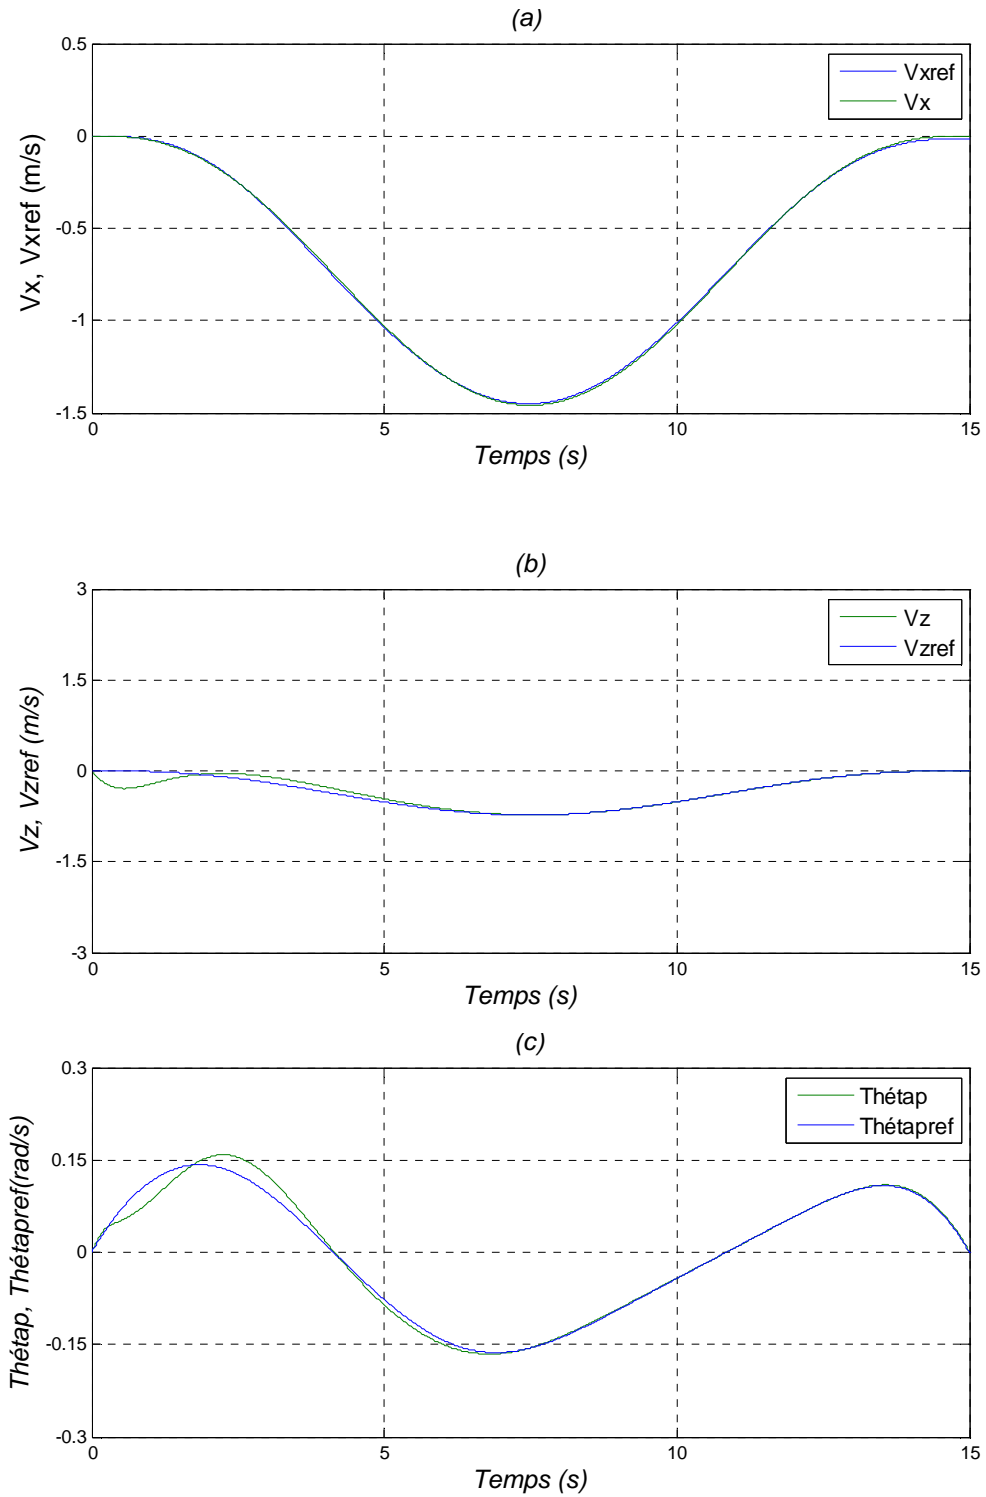 (a)
0.5
Vxref
Vx
0
-0.5
-1
-1.5
Vx, Vxref (m/s)
0 5 10 15
Temps (s)
(b)
3
Vz
Vzref
1.5
0
-1.5
-3
Vz, Vzref (m/s)
0 5 10 15
Temps (s)
(c)
0.3
Thétap
Thétapref
0.15
0
-0.15
-0.3
Thétap, Thétapref(rad/s)
0 5 10 15
Temps (s)